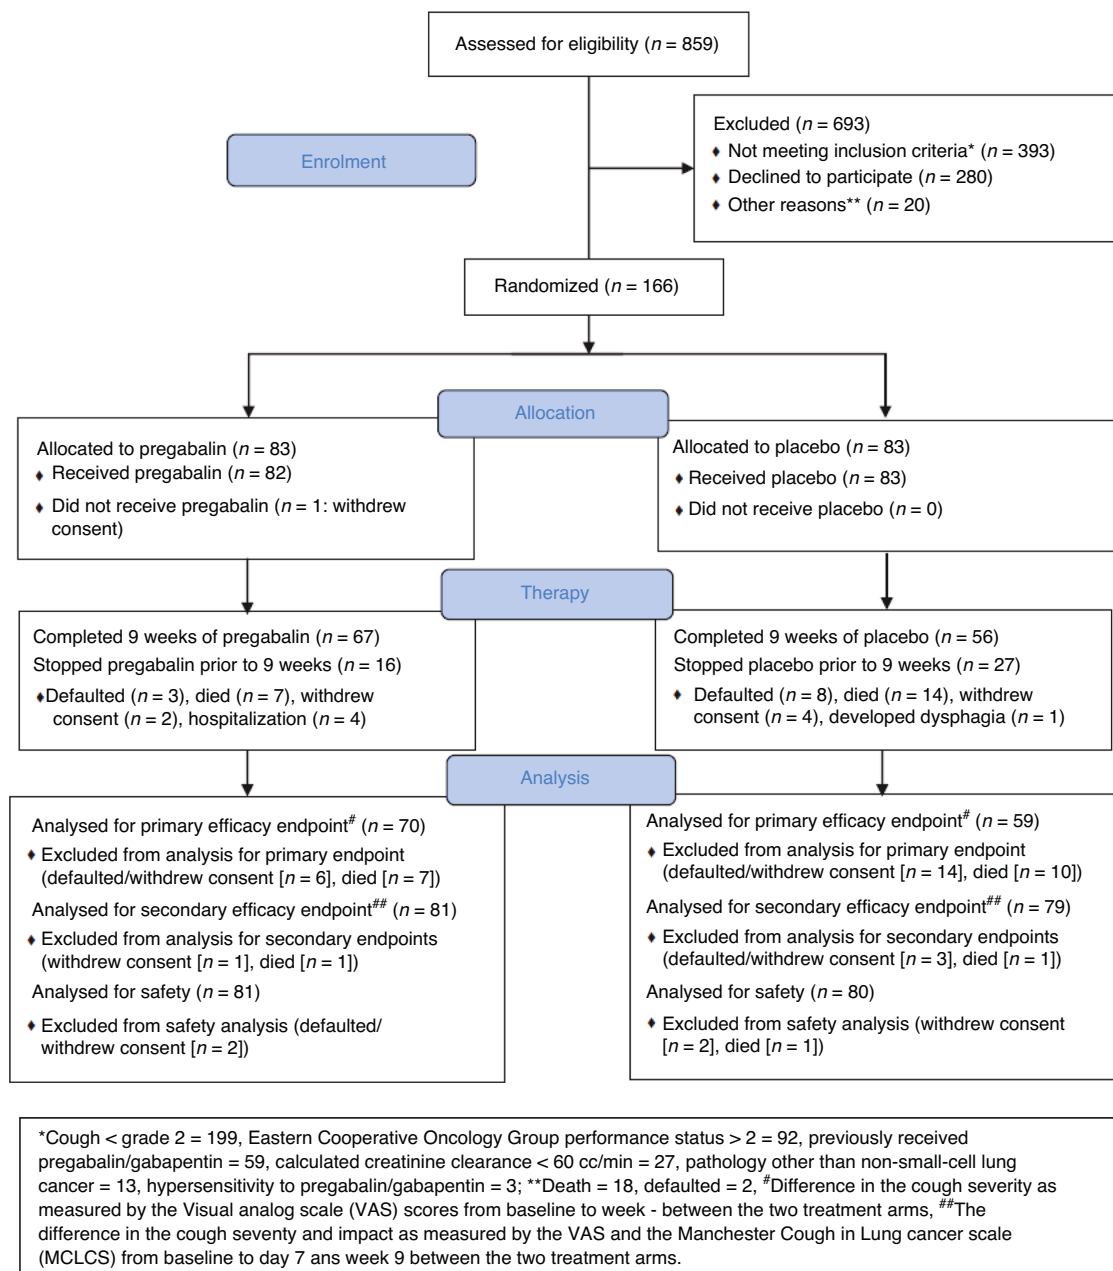 Assessed for eligibility (n = 859)
Enrolment
Excluded (n = 693)
♦ Not meeting inclusion criteria* (n = 393)
♦ Declined to participate (n = 280)
♦ Other reasons** (n = 20)
Randomized (n = 166)
Allocation
Allocated to pregabalin (n = 83)
♦ Received pregabalin (n = 82)
♦ Did not receive pregabalin (n = 1: withdrew
consent)
Allocated to placebo (n = 83)
♦ Received placebo (n = 83)
♦ Did not receive placebo (n = 0)
Therapy
Completed 9 weeks of pregabalin (n = 67)
Stopped pregabalin prior to 9 weeks (n = 16)
♦Defaulted (n = 3), died (n = 7), withdrew
consent (n = 2), hospitalization (n = 4)
Completed 9 weeks of placebo (n = 56)
Stopped placebo prior to 9 weeks (n = 27)
♦ Defaulted (n = 8), died (n = 14), withdrew
consent (n = 4), developed dysphagia (n = 1)
Analysis
Analysed for primary efficacy endpoint# (n = 70)
♦ Excluded from analysis for primary endpoint
(defaulted/withdrew consent [n = 6], died [n = 7])
Analysed for secondary efficacy endpoint## (n = 81)
♦ Excluded from analysis for secondary endpoints
(withdrew consent [n = 1], died [n = 1])
Analysed for safety (n = 81)
♦ Excluded from safety analysis (defaulted/
withdrew consent [n = 2])
Analysed for primary efficacy endpoint# (n = 59)
♦ Excluded from analysis for primary endpoint
(defaulted/withdrew consent [n = 14], died [n = 10])
Analysed for secondary efficacy endpoint## (n = 79)
♦ Excluded from analysis for secondary endpoints
(defaulted/withdrew consent [n = 3], died [n = 1])
Analysed for safety (n = 80)
♦ Excluded from safety analysis (withdrew consent
[n = 2], died [n = 1])
*Cough < grade 2 = 199, Eastern Cooperative Oncology Group performance status > 2 = 92, previously received
pregabalin/gabapentin = 59, calculated creatinine clearance < 60 cc/min = 27, pathology other than non-small-cell lung
cancer = 13, hypersensitivity to pregabalin/gabapentin = 3; **Death = 18, defaulted = 2, #Difference in the cough severity as
measured by the Visual analog scale (VAS) scores from baseline to week - between the two treatment arms, ##The
difference in the cough seventy and impact as measured by the VAS and the Manchester Cough in Lung cancer scale
(MCLCS) from baseline to day 7 ans week 9 between the two treatment arms.